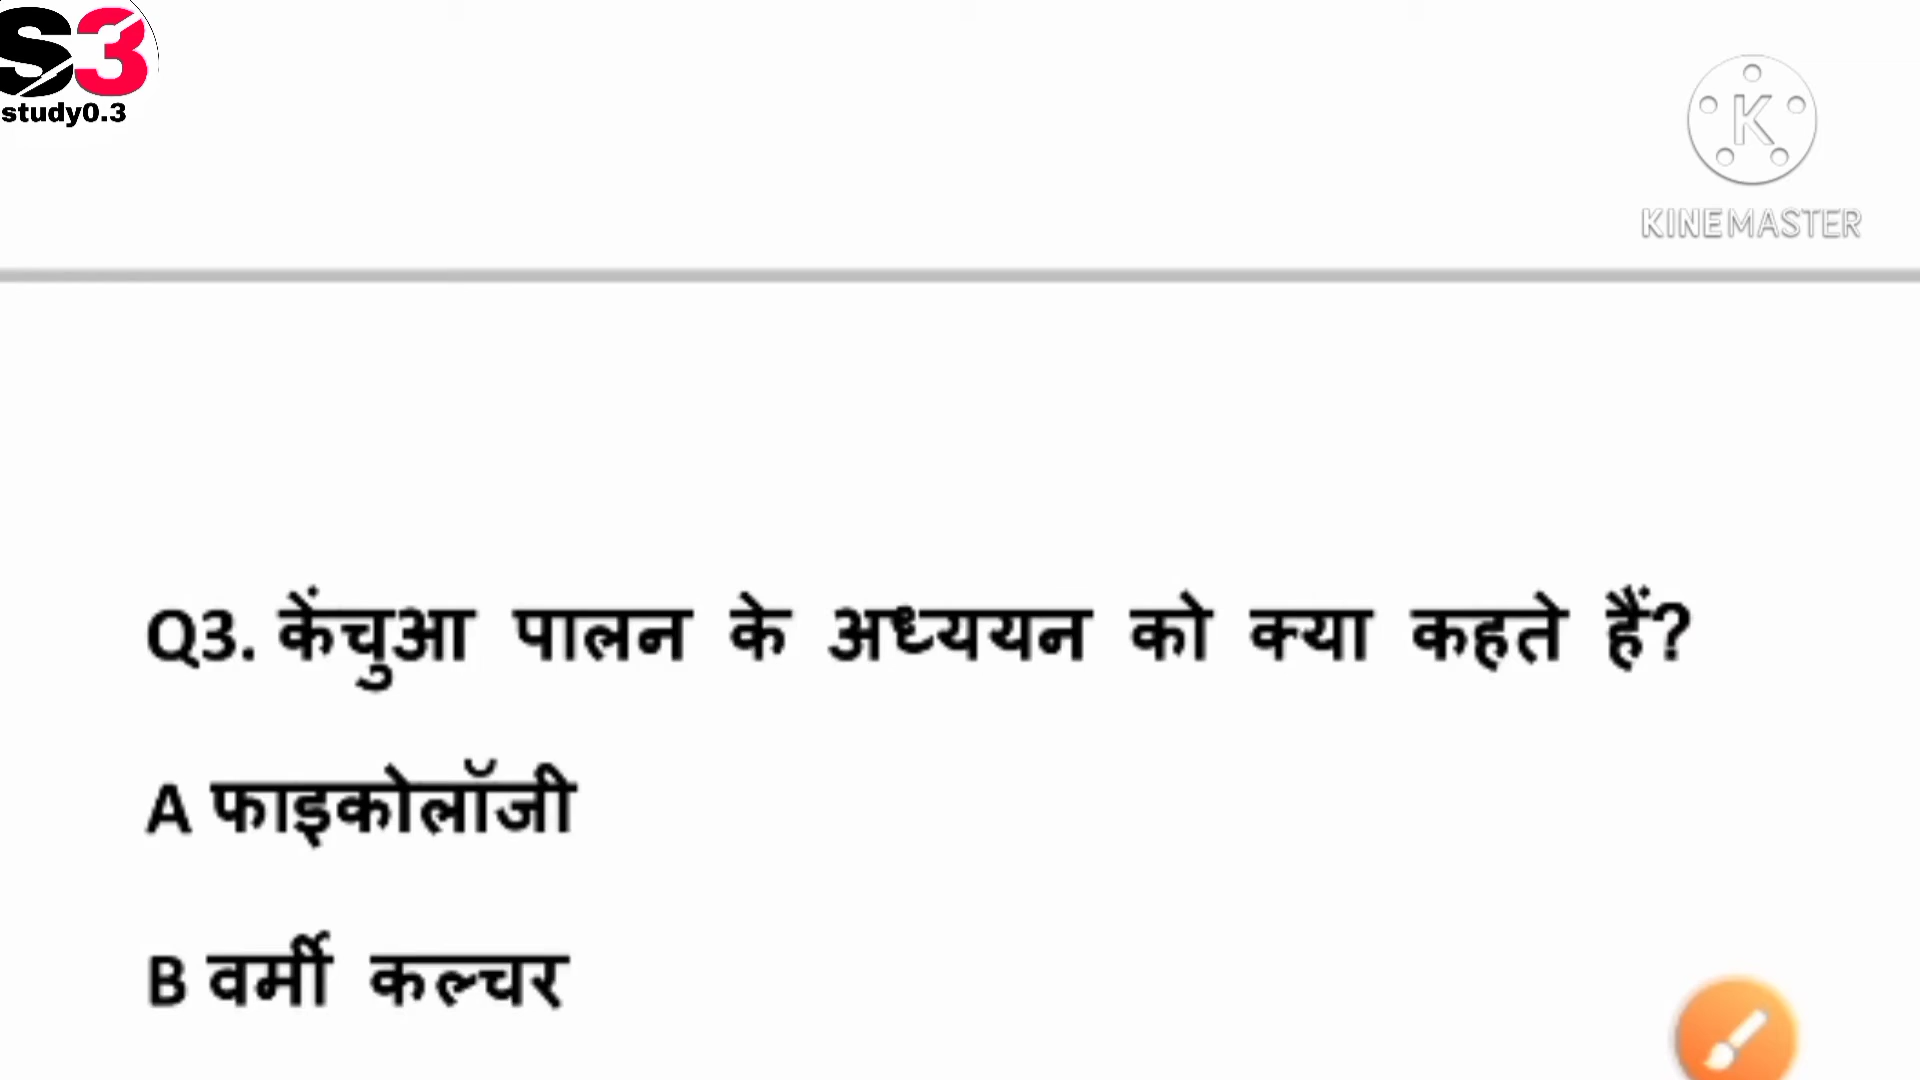 S3
study0.3
K
KINEMASTER
Q3. केंचुआ पालन के अध्ययन को क्या कहते हैं?
A फाइकोलॉजी
B वर्मी कल्चर